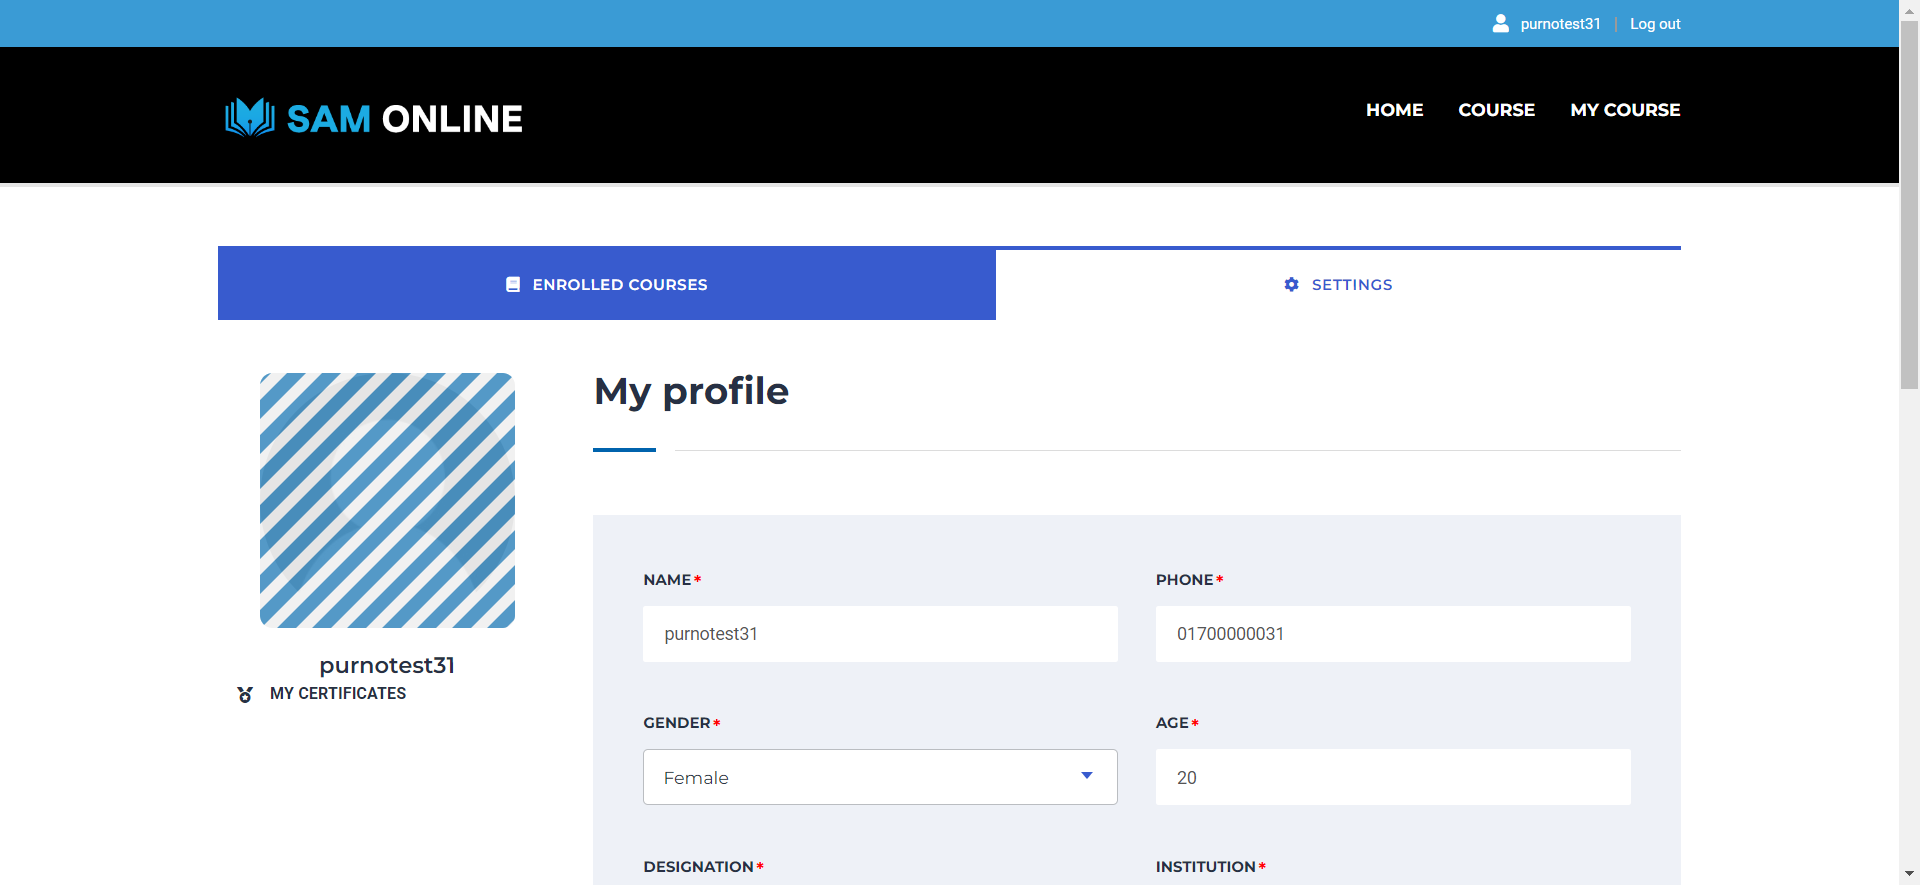 purnotest31 | Log out
SAM ONLINE
HOME COURSE MY COURSE
ENROLLED COURSES
SETTINGS
My profile
purnotest31
MY CERTIFICATES
NAME* PHONE*
purnotest31 01700000031
GENDER* AGE*
Female 20
DESIGNATION* INSTITUTION*